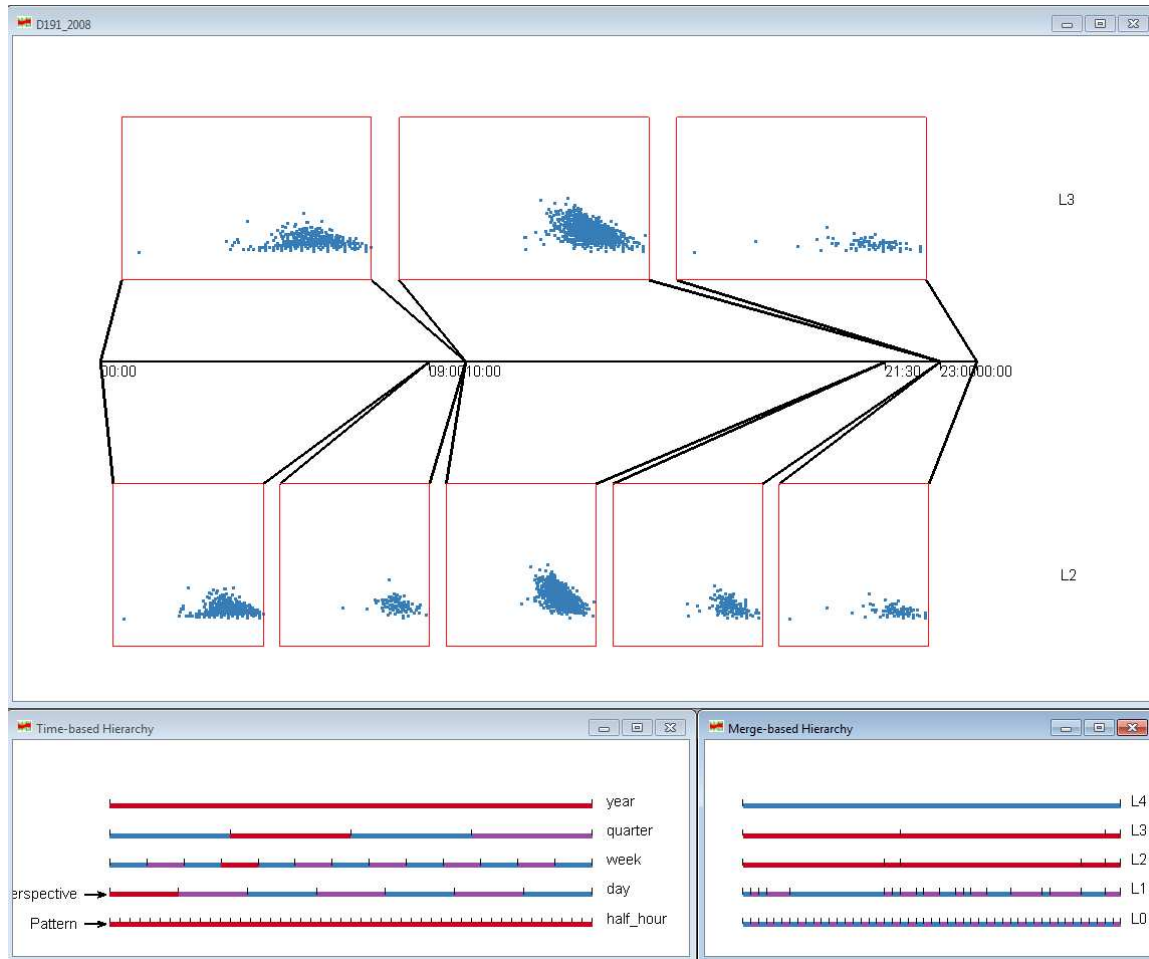 D191_2008
L3
00:00 09:00 10:00 21:30 23:00 00:00
L2
Time-based Hierarchy
year
quarter
week
erspective day
Pattern half_hour
Merge-based Hierarchy
L4
L3
L2
L1
L0